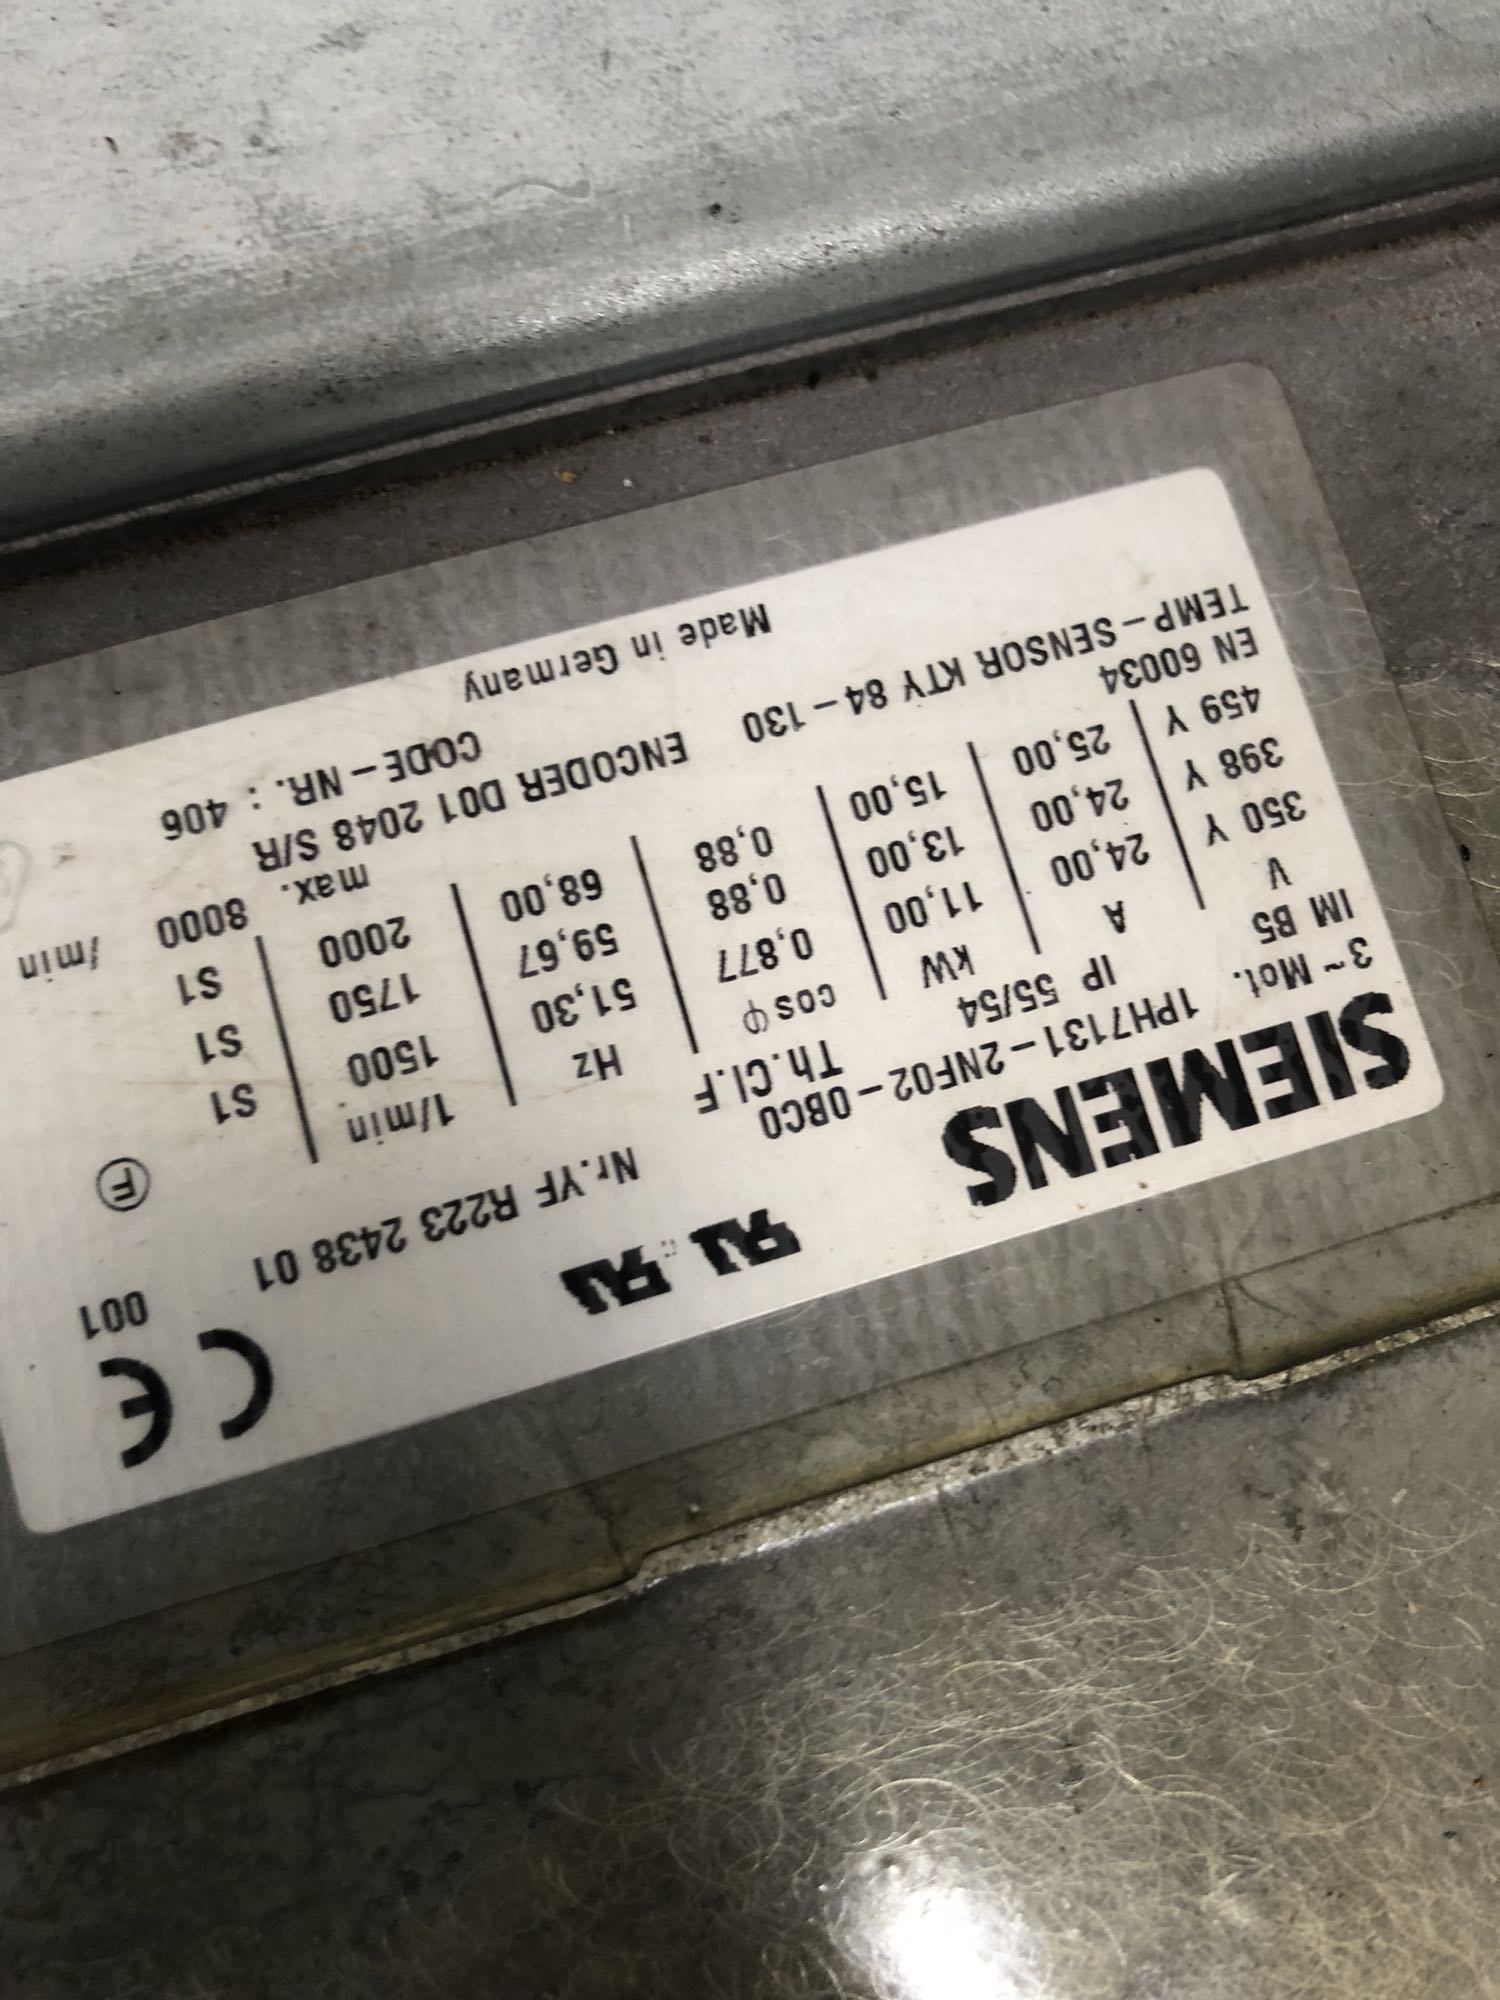 SIEMENS
CE 001
3~ Mot. 1PH7131-2NF02-0BC0 Nr.YF R223 2438 01
IM B5 IP 55/54 Th.Cl.F F
V A kW cosφ Hz 1/min
350 Y 24,00 11,00 0,877 51,30 1500 S1
398 Y 24,00 13,00 0,88 59,67 1750 S1
459 Y 25,00 15,00 0,88 68,00 2000 S1
EN 60034 max. 8000 /min
TEMP-SENSOR KTY 84-130 ENCODER D01 2048 S/R
CODE-NR.: 406
Made in Germany